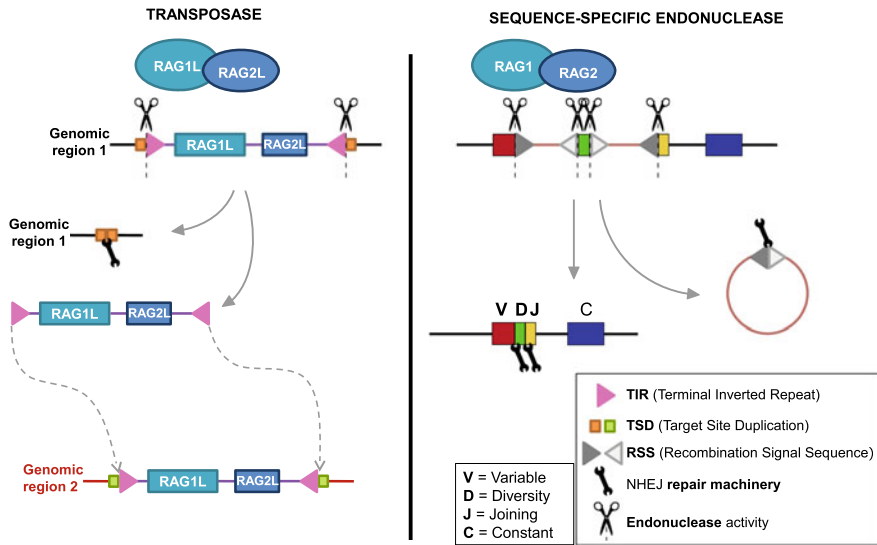 TRANSPOSASE
RAG1L
RAG2L
Genomic
region 1
RAG1L
RAG2L
Genomic
region 1
RAG1L
RAG2L
Genomic
region 2
RAG1L
RAG2L
SEQUENCE-SPECIFIC ENDONUCLEASE
RAG1
RAG2
V D J C
V = Variable
D = Diversity
J = Joining
C = Constant
TIR (Terminal Inverted Repeat)
TSD (Target Site Duplication)
RSS (Recombination Signal Sequence)
NHEJ repair machinery
Endonuclease activity